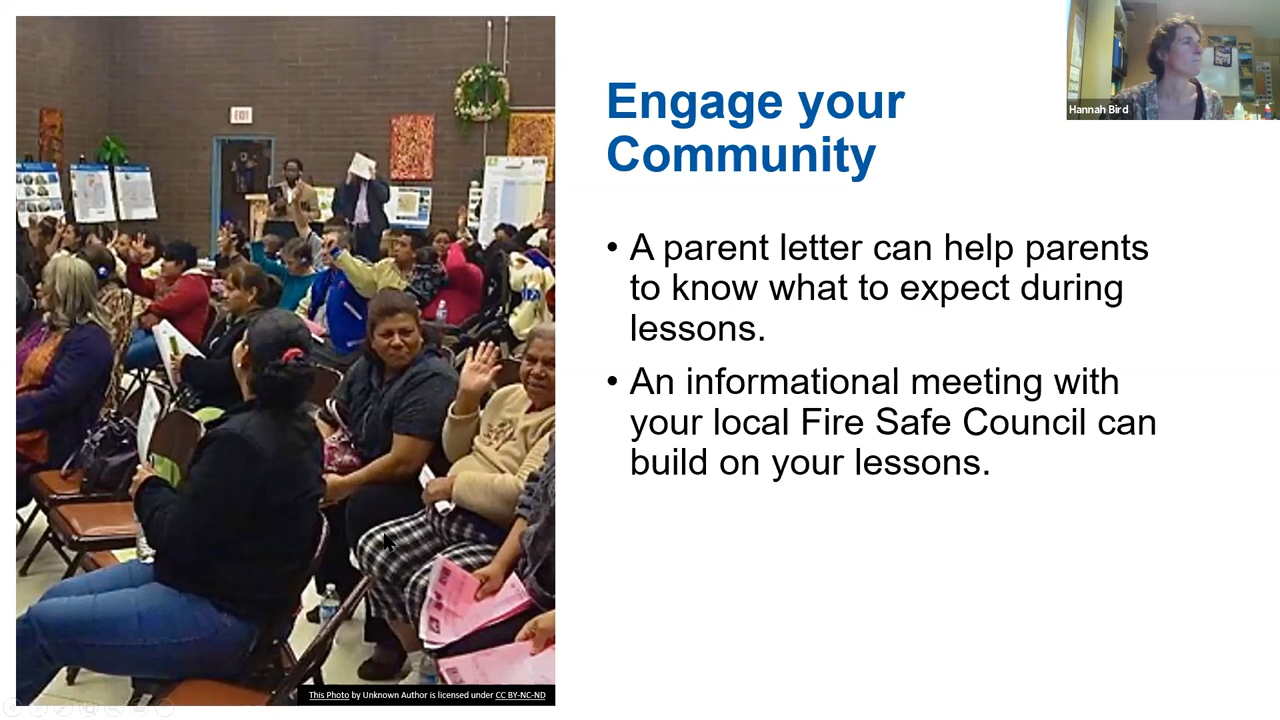 Engage your
Community
• A parent letter can help parents
to know what to expect during
lessons.
• An informational meeting with
your local Fire Safe Council can
build on your lessons.
Hannah Bird
EXIT
This Photo by Unknown Author is licensed under CC BY-NC-ND